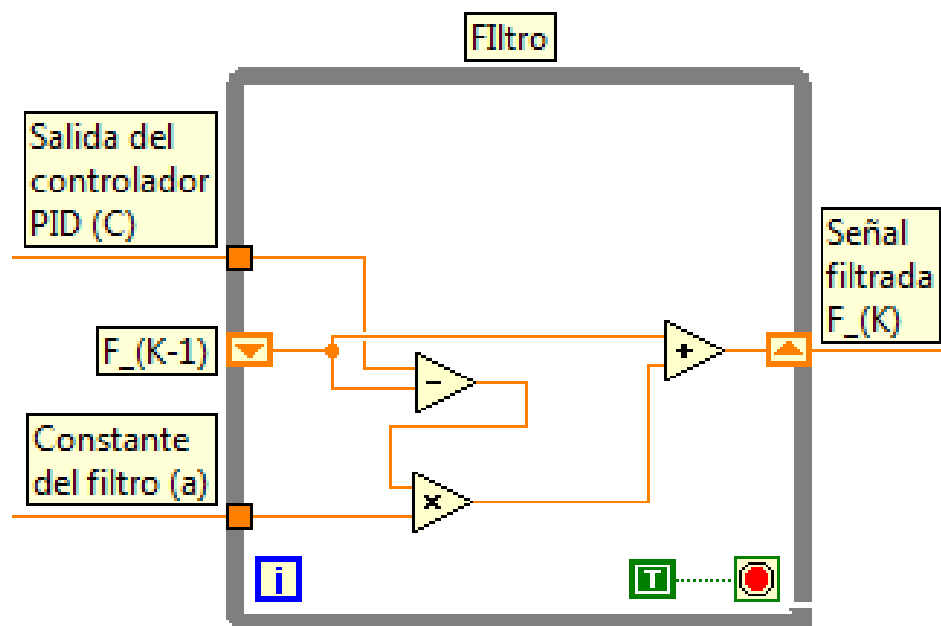 FIltro
Salida del
controlador
PID (C)
Señal
filtrada
F_(K)
F_(K-1)
Constante
del filtro (a)
-
+
x
i
T